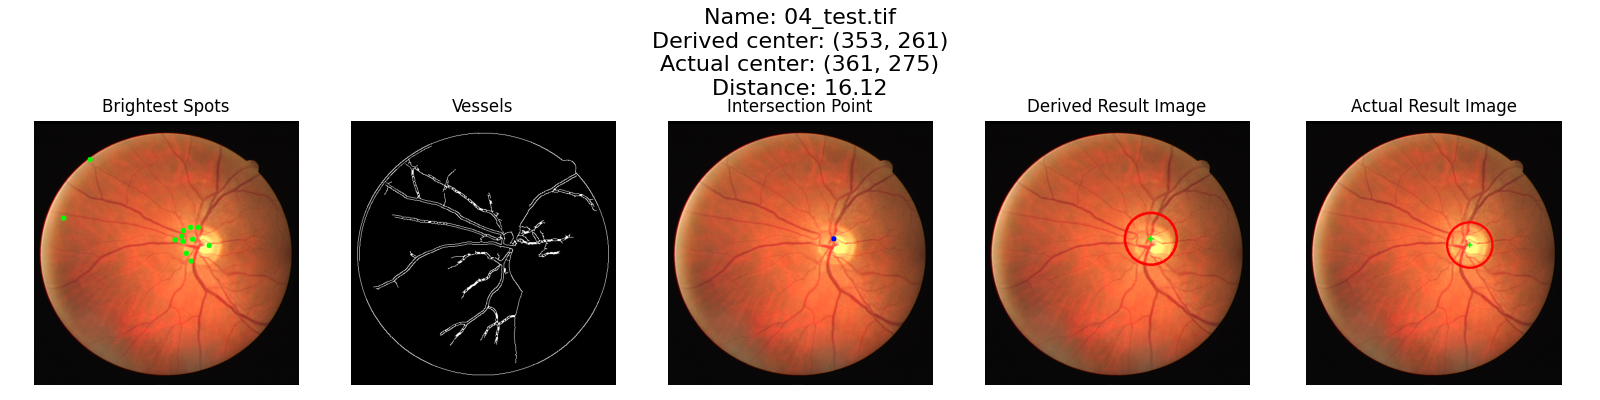 Name: 04_test.tif
Derived center: (353, 261)
Actual center: (361, 275)
Distance: 16.12
Brightest Spots
Vessels
Intersection Point
Derived Result Image
Actual Result Image